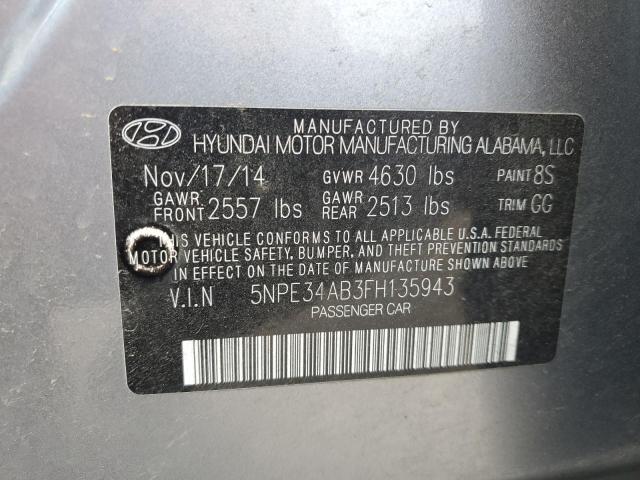 MANUFACTURED BY
HYUNDAI MOTOR MANUFACTURING ALABAMA, LLC
Nov/17/14 GVWR 4630 lbs PAINT 8S
GAWR FRONT 2557 lbs GAWR REAR 2513 lbs TRIM GG
THIS VEHICLE CONFORMS TO ALL APPLICABLE U.S.A. FEDERAL
MOTOR VEHICLE SAFETY, BUMPER, AND THEFT PREVENTION STANDARDS
IN EFFECT ON THE DATE OF MANUFACTURE SHOWN ABOVE
V.I.N 5NPE34AB3FH135943
PASSENGER CAR